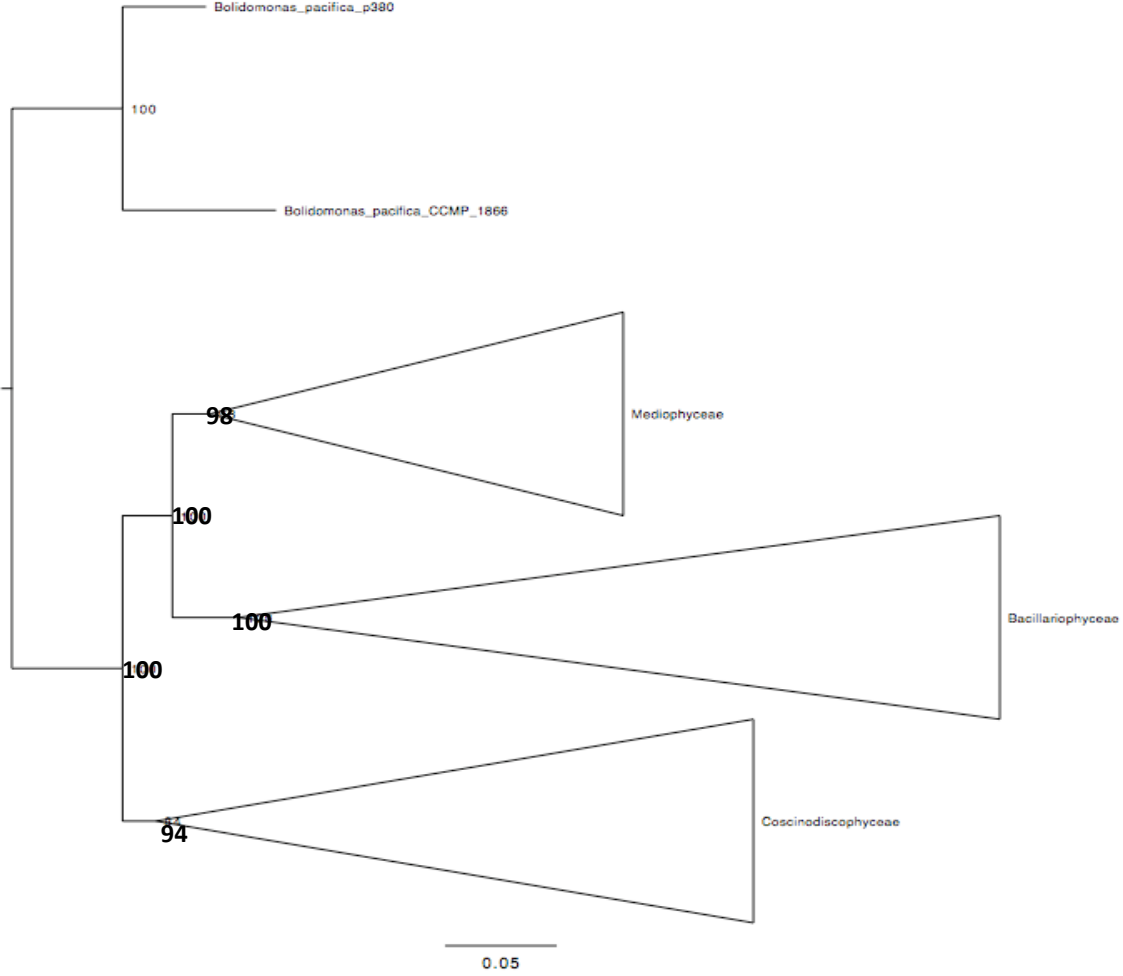 Bolidomonas_pacifica_p380
100
Bolidomonas_pacifica_CCMP_1866
98
Mediophyceae
100
100
Bacillariophyceae
100
Coscinodiscophyceae
94
0.05